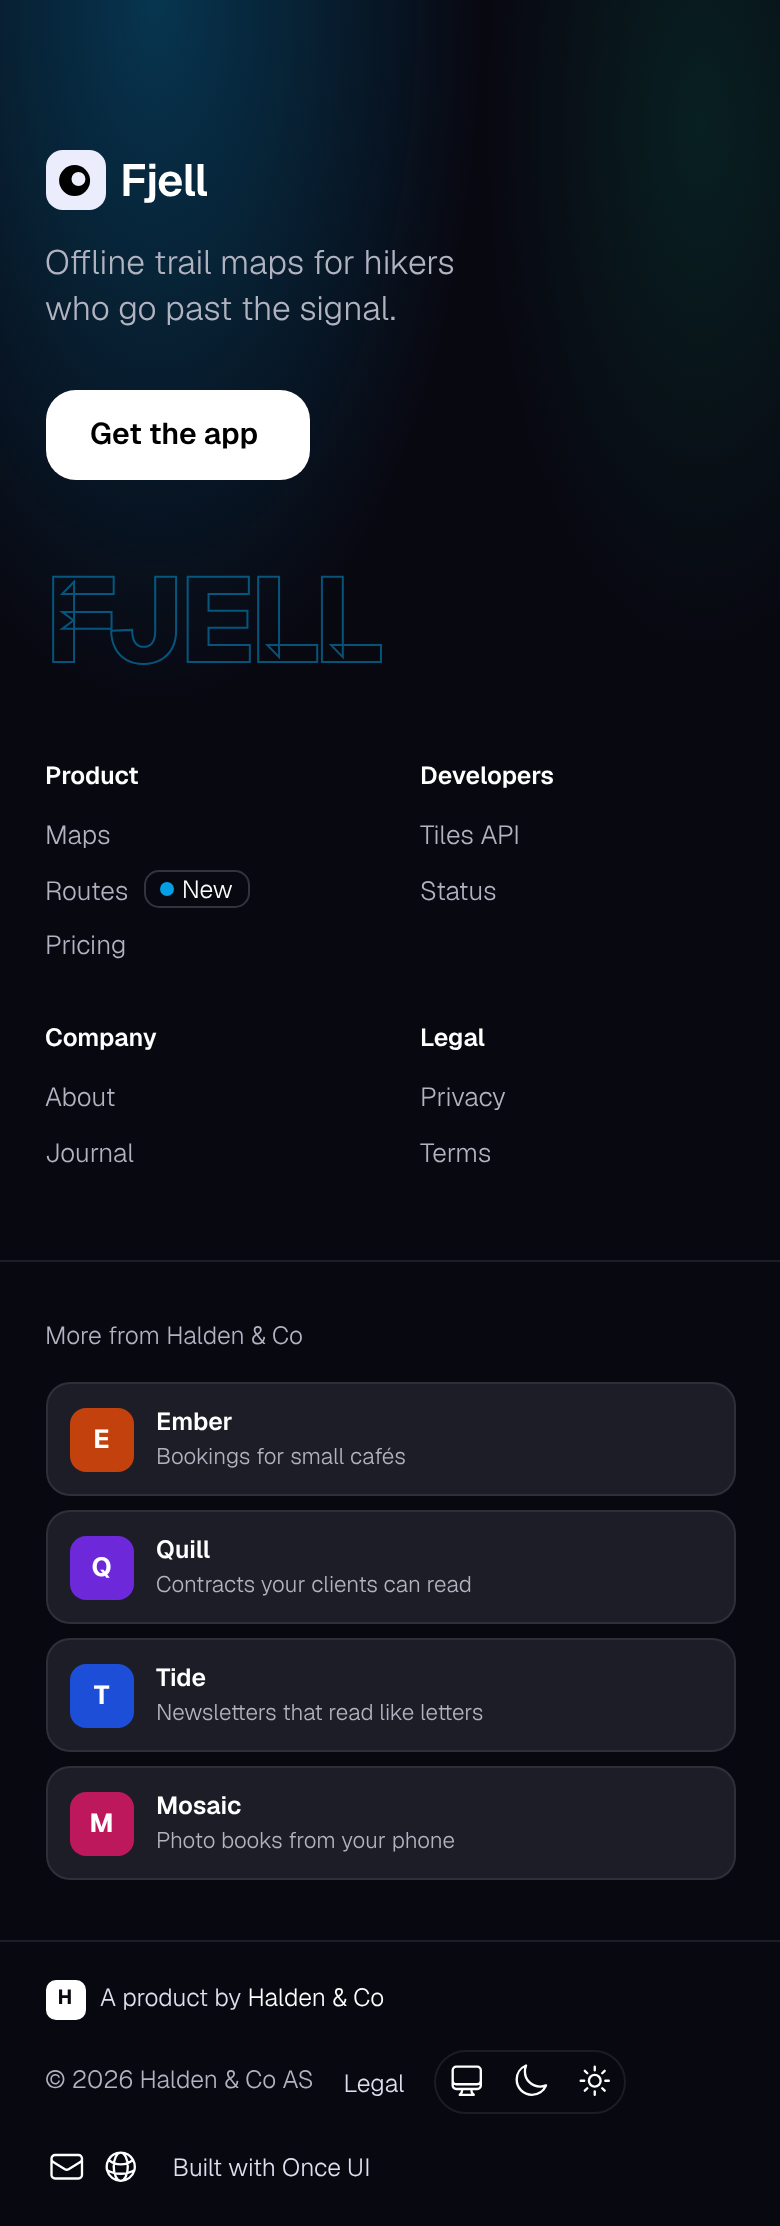 Fjell
Offline trail maps for hikers
who go past the signal.
Get the app
FJELL
Product
Maps
Routes New
Pricing
Developers
Tiles API
Status
Company
About
Journal
Legal
Privacy
Terms
More from Halden & Co
E
Ember
Bookings for small cafés
Q
Quill
Contracts your clients can read
T
Tide
Newsletters that read like letters
M
Mosaic
Photo books from your phone
H A product by Halden & Co
© 2026 Halden & Co AS Legal
Built with Once UI